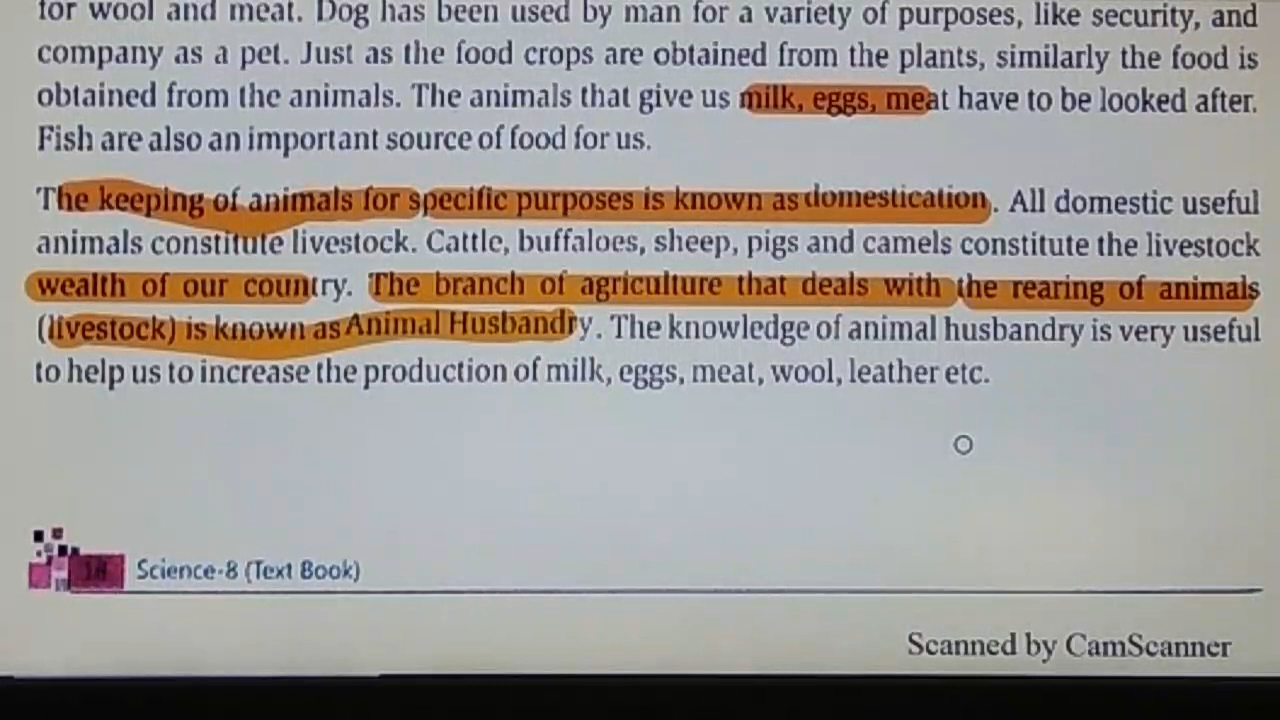 for wool and meat. Dog has been used by man for a variety of purposes, like security, and
company as a pet. Just as the food crops are obtained from the plants, similarly the food is
obtained from the animals. The animals that give us milk, eggs, meat have to be looked after.
Fish are also an important source of food for us.
The keeping of animals for specific purposes is known as domestication. All domestic useful
animals constitute livestock. Cattle, buffaloes, sheep, pigs and camels constitute the livestock
wealth of our country. The branch of agriculture that deals with the rearing of animals
(livestock) is known as Animal Husbandry. The knowledge of animal husbandry is very useful
to help us to increase the production of milk, eggs, meat, wool, leather etc.
Science-8 (Text Book)
Scanned by CamScanner